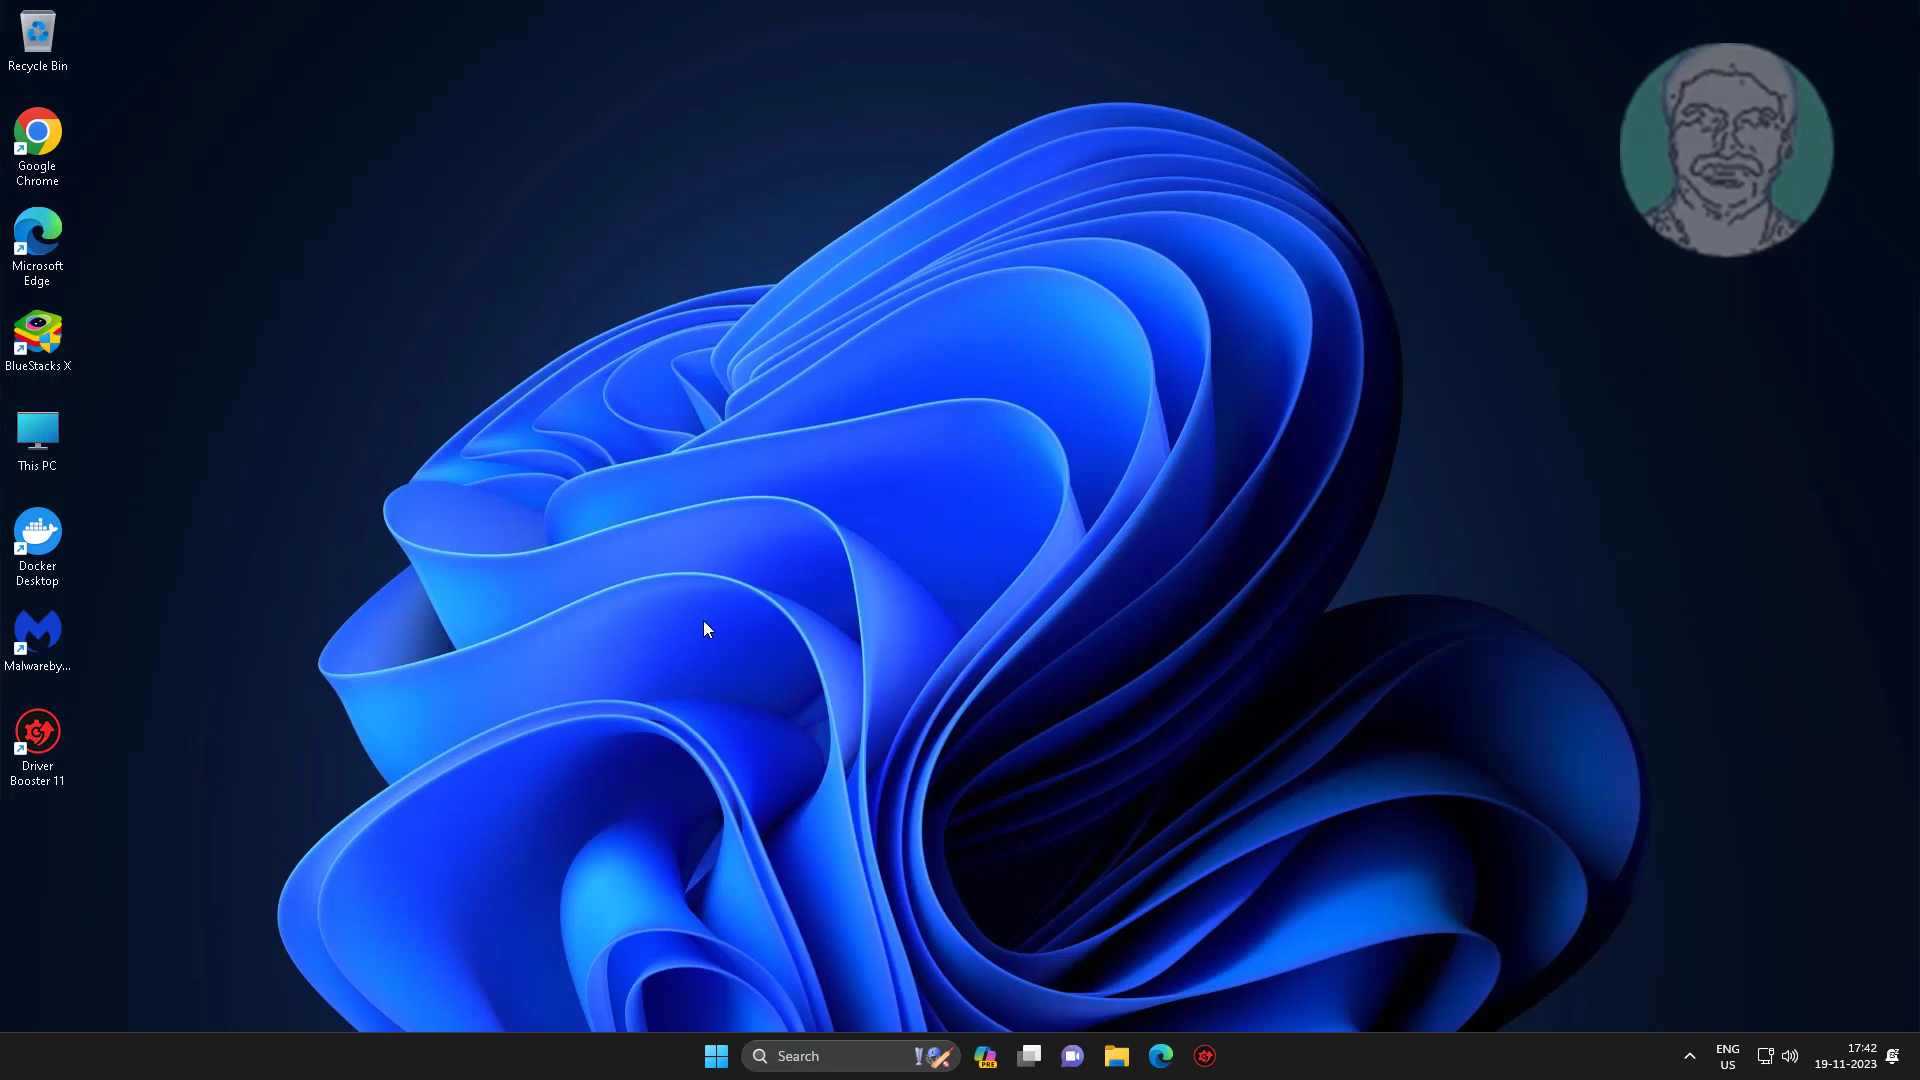 Recycle Bin
Google
Chrome
Microsoft
Edge
BlueStacks X
This PC
Docker
Desktop
Malwareby...
Driver
Booster 11
Search
PRE
ENG
US
17:42
19-11-2023